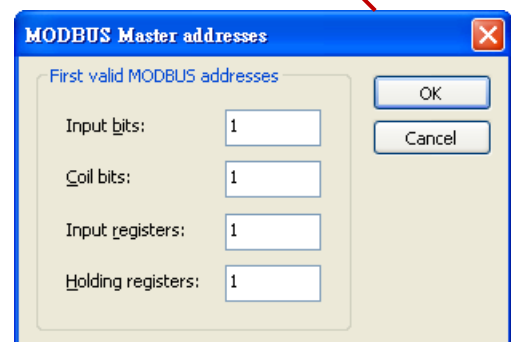 MODBUS Master addresses
First valid MODBUS addresses
Input bits: 1
Coil bits: 1
Input registers: 1
Holding registers: 1
OK
Cancel